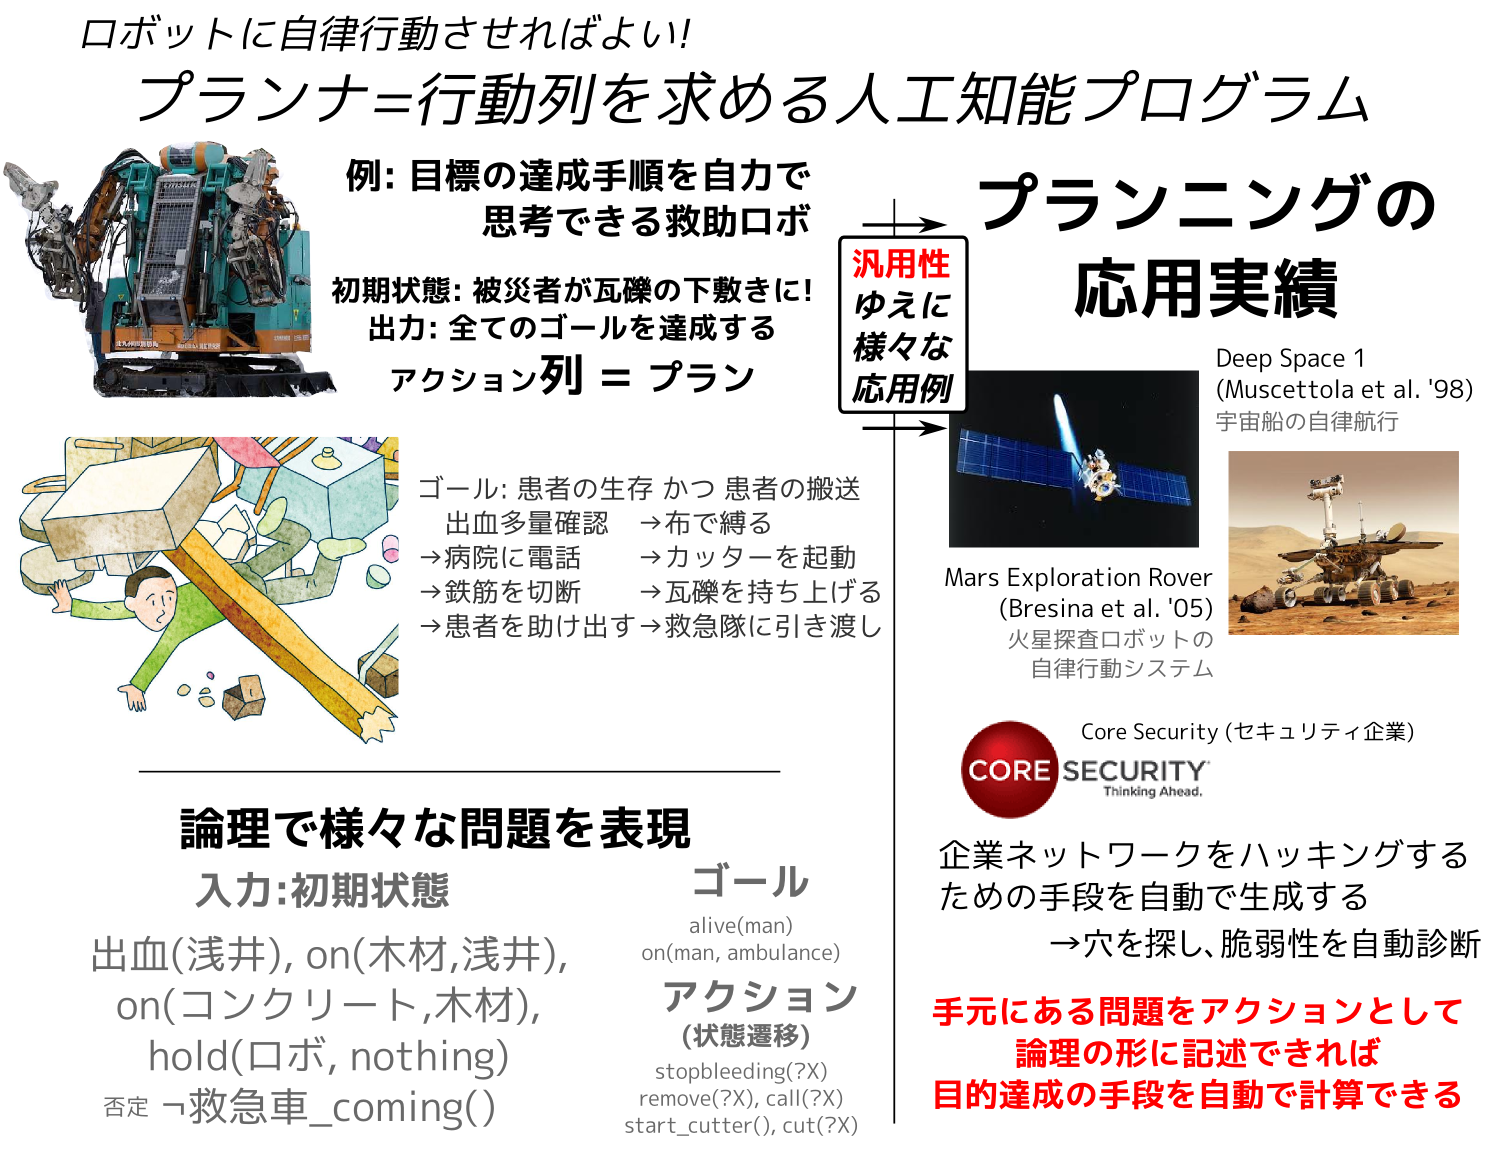 ロボットに自律行動させればよい!
プランナ=行動列を求める人工知能プログラム
例: 目標の達成手順を自力で
思考できる救助ロボ
初期状態: 被災者が瓦礫の下敷きに!
出力: 全てのゴールを達成する
アクション列 = プラン
ゴール: 患者の生存 かつ 患者の搬送
出血多量確認 →布で縛る
→病院に電話 →カッターを起動
→鉄筋を切断 →瓦礫を持ち上げる
→患者を助け出す→救急隊に引き渡し
論理で様々な問題を表現
入力:初期状態
出血(浅井), on(木材,浅井),
on(コンクリート,木材),
hold(ロボ, nothing)
否定 ¬救急車_coming()
ゴール
alive(man)
on(man, ambulance)
アクション
(状態遷移)
stopbleeding(?X)
remove(?X), call(?X)
start_cutter(), cut(?X)
汎用性
ゆえに
様々な
応用例
プランニングの
応用実績
Deep Space 1
(Muscettola et al. '98)
宇宙船の自律航行
Mars Exploration Rover
(Bresina et al. '05)
火星探査ロボットの
自律行動システム
Core Security (セキュリティ企業)
CORE SECURITY
Thinking Ahead.
企業ネットワークをハッキングする
ための手段を自動で生成する
→穴を探し、脆弱性を自動診断
手元にある問題をアクションとして
論理の形に記述できれば
目的達成の手段を自動で計算できる